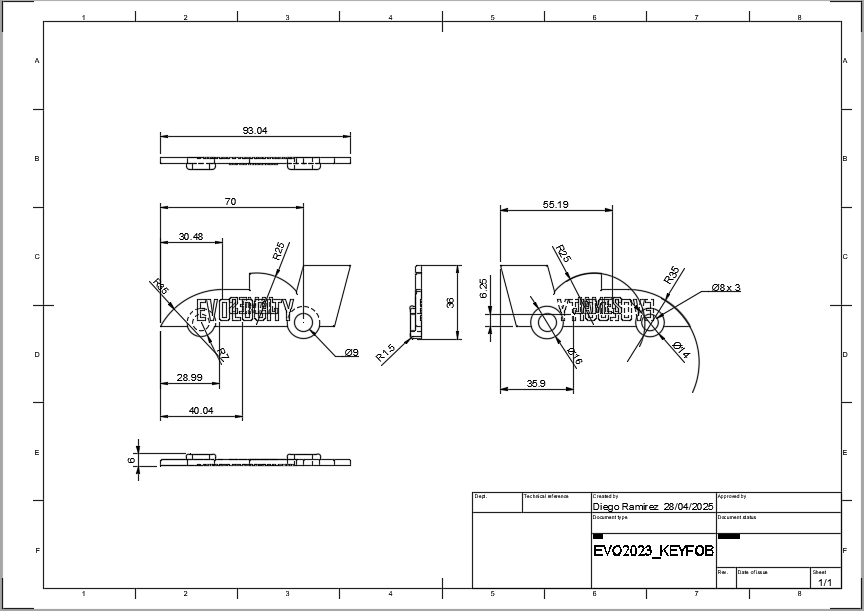 1 2 3 4 5 6 7 8
A A
93.04
B B
70
55.19
30.48
R25
R25
R35
C C
R35
6.25
Ø8x 3
36
EVOLOCITY
R7
Ø9
R1.5
Ø16
Ø14
D D
28.99
35.9
40.04
E E
6
Dept. Technical reference Created by Approved by
Diego Ramirez 28/04/2025
Document type Document status
EVO2023_KEYFOB
F F
Rev. Date of issue Sheet
1/1
1 2 3 4 5 6 7 8